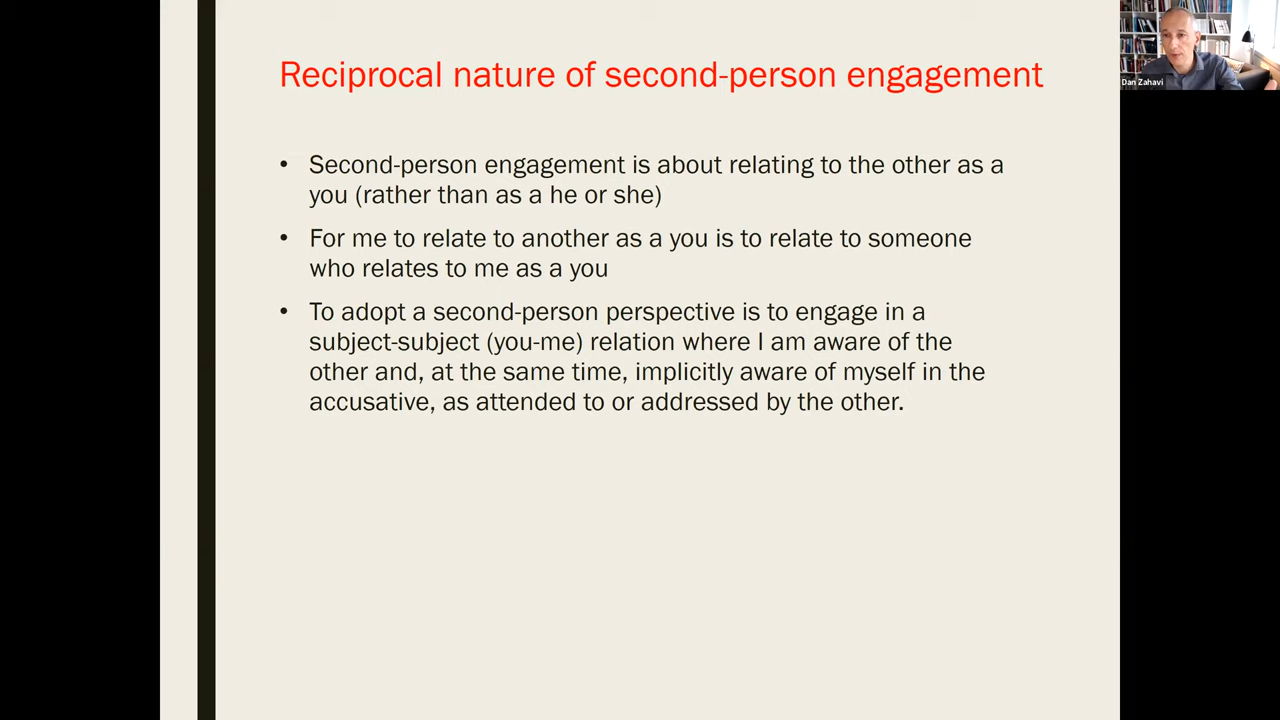 Reciprocal nature of second-person engagement
• Second-person engagement is about relating to the other as a
you (rather than as a he or she)
• For me to relate to another as a you is to relate to someone
who relates to me as a you
• To adopt a second-person perspective is to engage in a
subject-subject (you-me) relation where I am aware of the
other and, at the same time, implicitly aware of myself in the
accusative, as attended to or addressed by the other.
Dan Zahavi